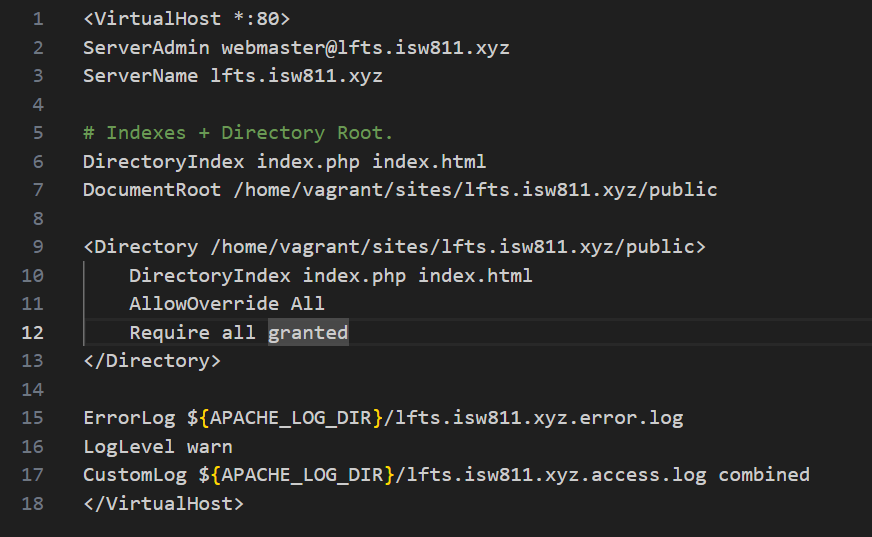 1 <VirtualHost *:80>
2 ServerAdmin webmaster@lfts.isw811.xyz
3 ServerName lfts.isw811.xyz
4
5 # Indexes + Directory Root.
6 DirectoryIndex index.php index.html
7 DocumentRoot /home/vagrant/sites/lfts.isw811.xyz/public
8
9 <Directory /home/vagrant/sites/lfts.isw811.xyz/public>
10     DirectoryIndex index.php index.html
11     AllowOverride All
12     Require all granted
13 </Directory>
14
15 ErrorLog ${APACHE_LOG_DIR}/lfts.isw811.xyz.error.log
16 LogLevel warn
17 CustomLog ${APACHE_LOG_DIR}/lfts.isw811.xyz.access.log combined
18 </VirtualHost>